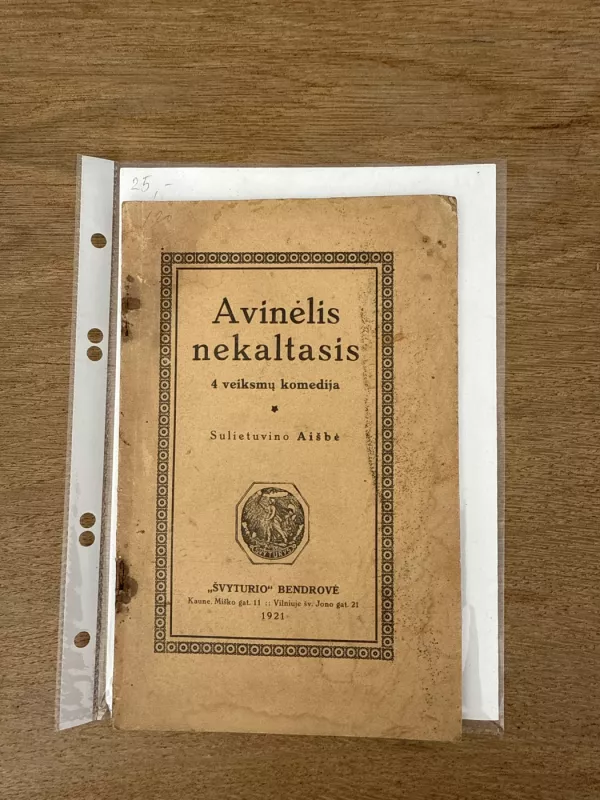 25,-
Avinėlis
nekaltasis
4 veiksmų komedija
Sulietuvino Aišbė
„ŠVYTURIO“ BENDROVĖ
Kaune, Miško gat. 11 :: Vilniuje šv. Jono gat. 21
1921